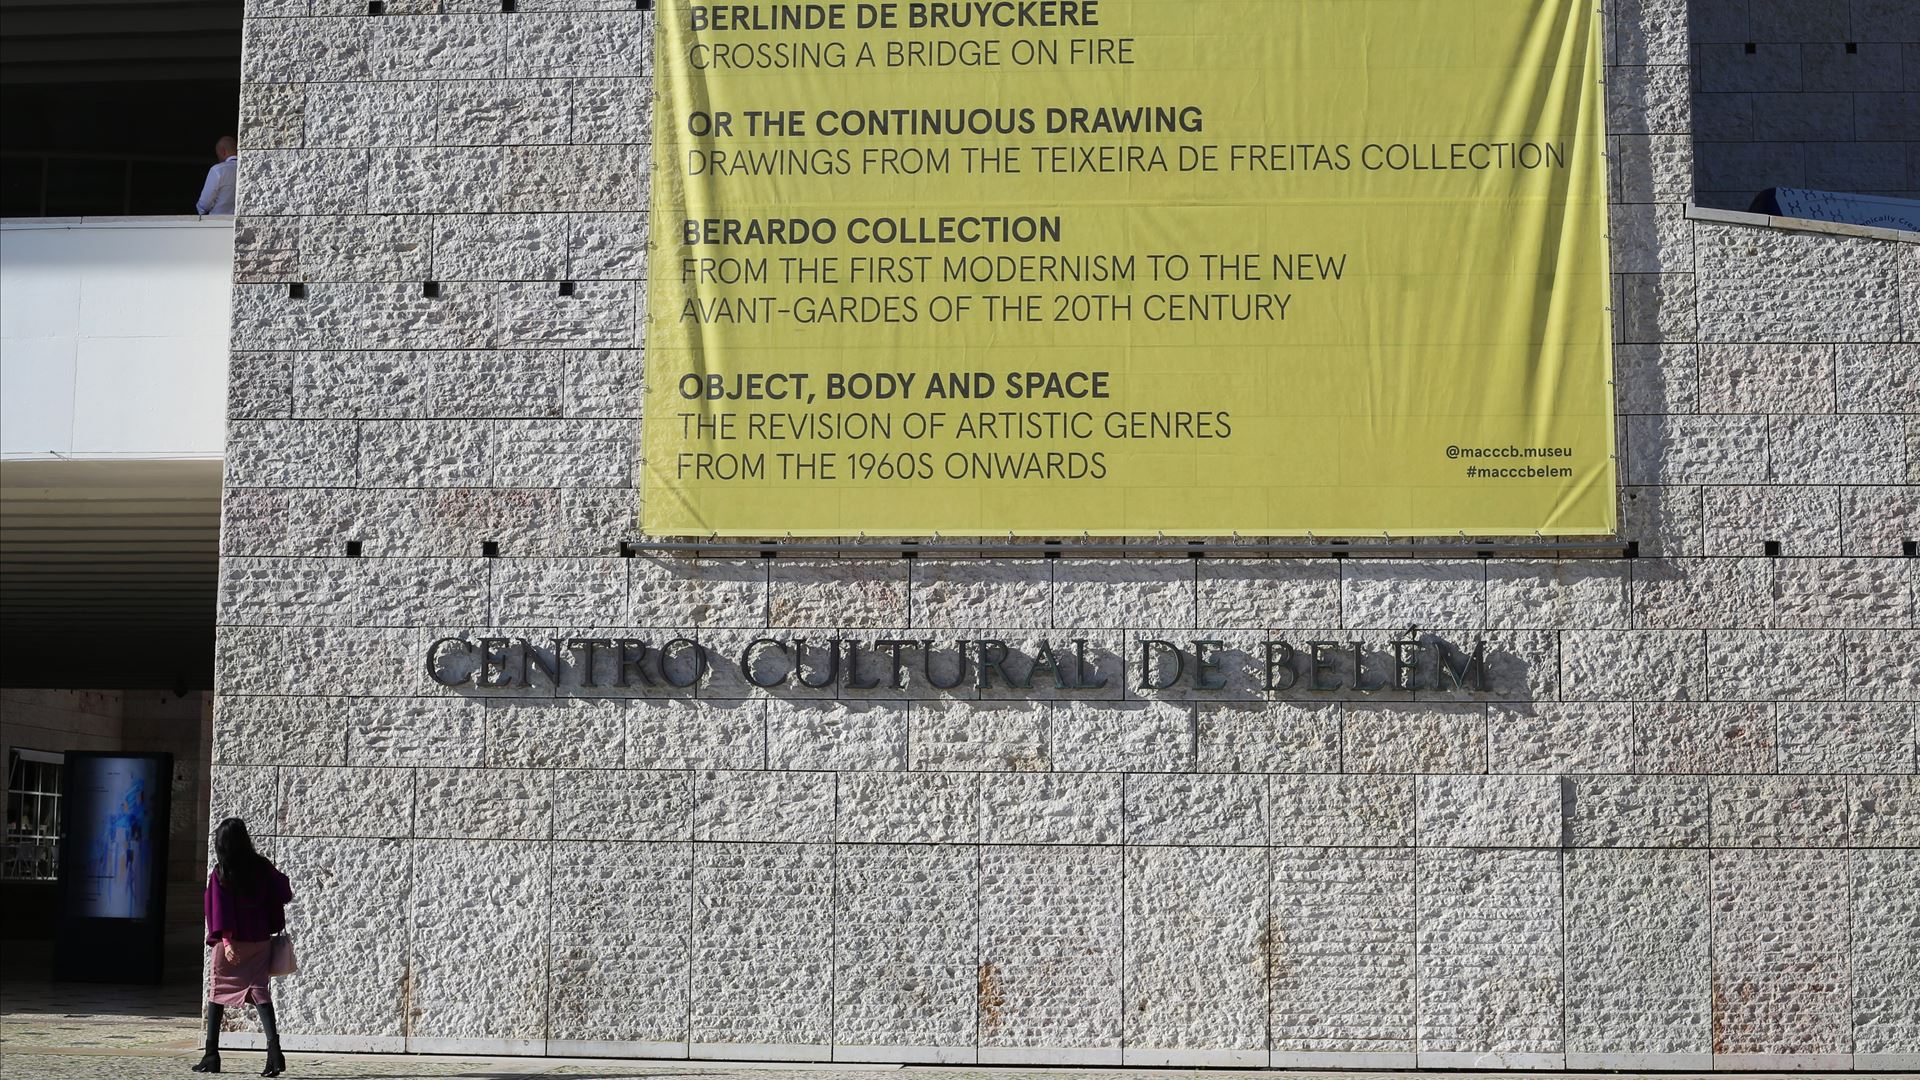 BERLINDE DE BRUYCKERE
CROSSING A BRIDGE ON FIRE
OR THE CONTINUOUS DRAWING
DRAWINGS FROM THE TEIXEIRA DE FREITAS COLLECTION
BERARDO COLLECTION
FROM THE FIRST MODERNISM TO THE NEW
AVANT-GARDES OF THE 20TH CENTURY
OBJECT, BODY AND SPACE
THE REVISION OF ARTISTIC GENRES
FROM THE 1960S ONWARDS
@macccb.museu
#macccbelem
CENTRO CULTURAL DE BELÉM